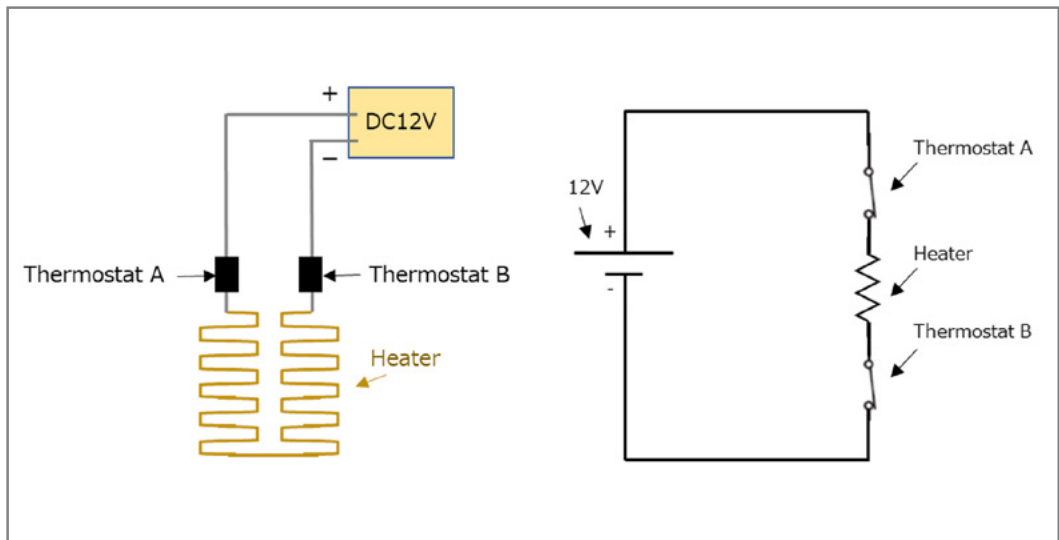 +
DC12V
−
Thermostat A
Thermostat B
Heater
12V
+
-
Thermostat A
Heater
Thermostat B